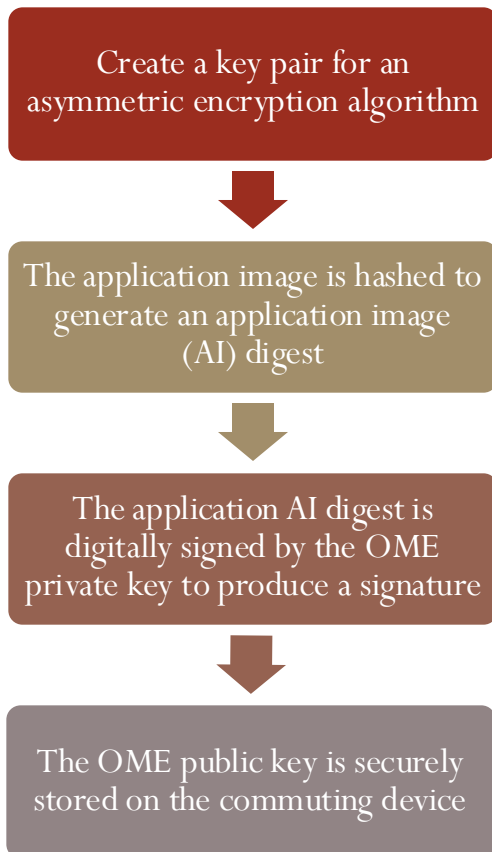 Create a key pair for an
asymmetric encryption algorithm
The application image is hashed to
generate an application image
(AI) digest
The application AI digest is
digitally signed by the OME
private key to produce a signature
The OME public key is securely
stored on the commuting device